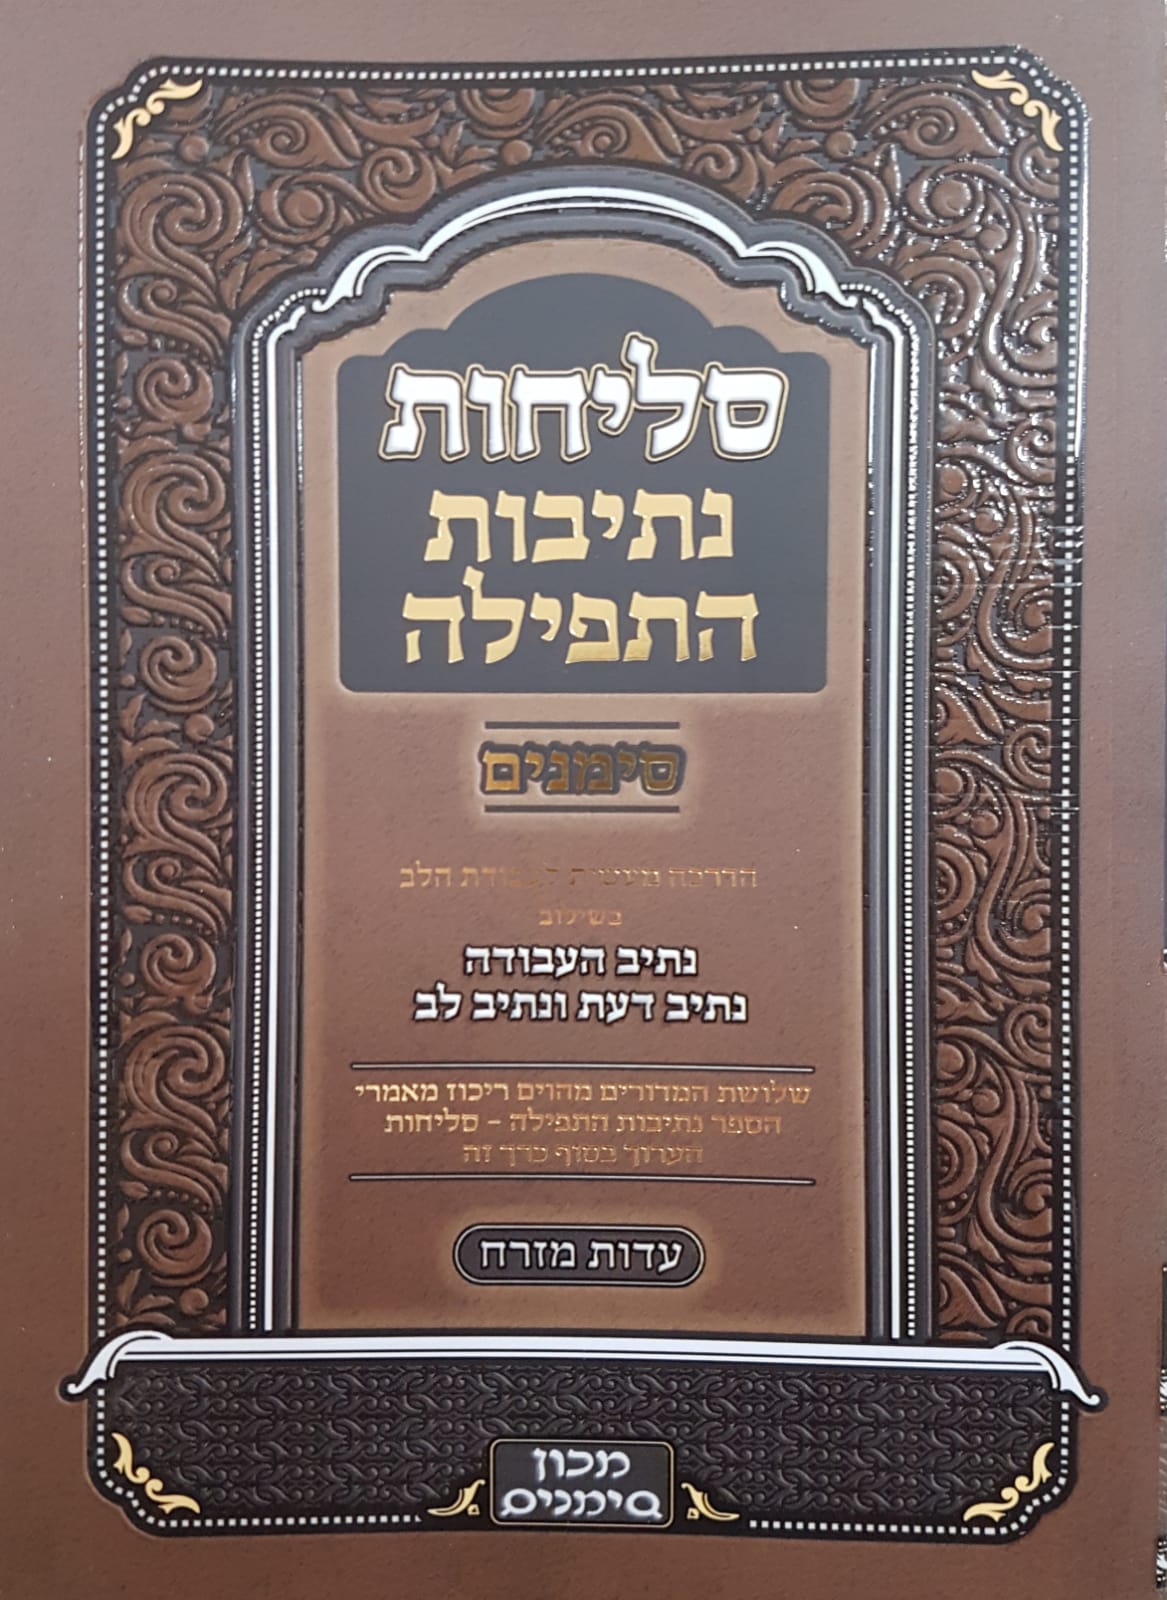 סליחות
נתיבות
התפילה
סימנים
הדרכה מעשית לעבודת הלב
בשילוב
נתיב העבודה
נתיב דעת ונתיב לב
שלושת המדורים מהוים ריכוז מאמרי
הספר נתיבות התפילה - סליחות
הערוך בסוף כרך זה
עדות מזרח
מכון
סימנים